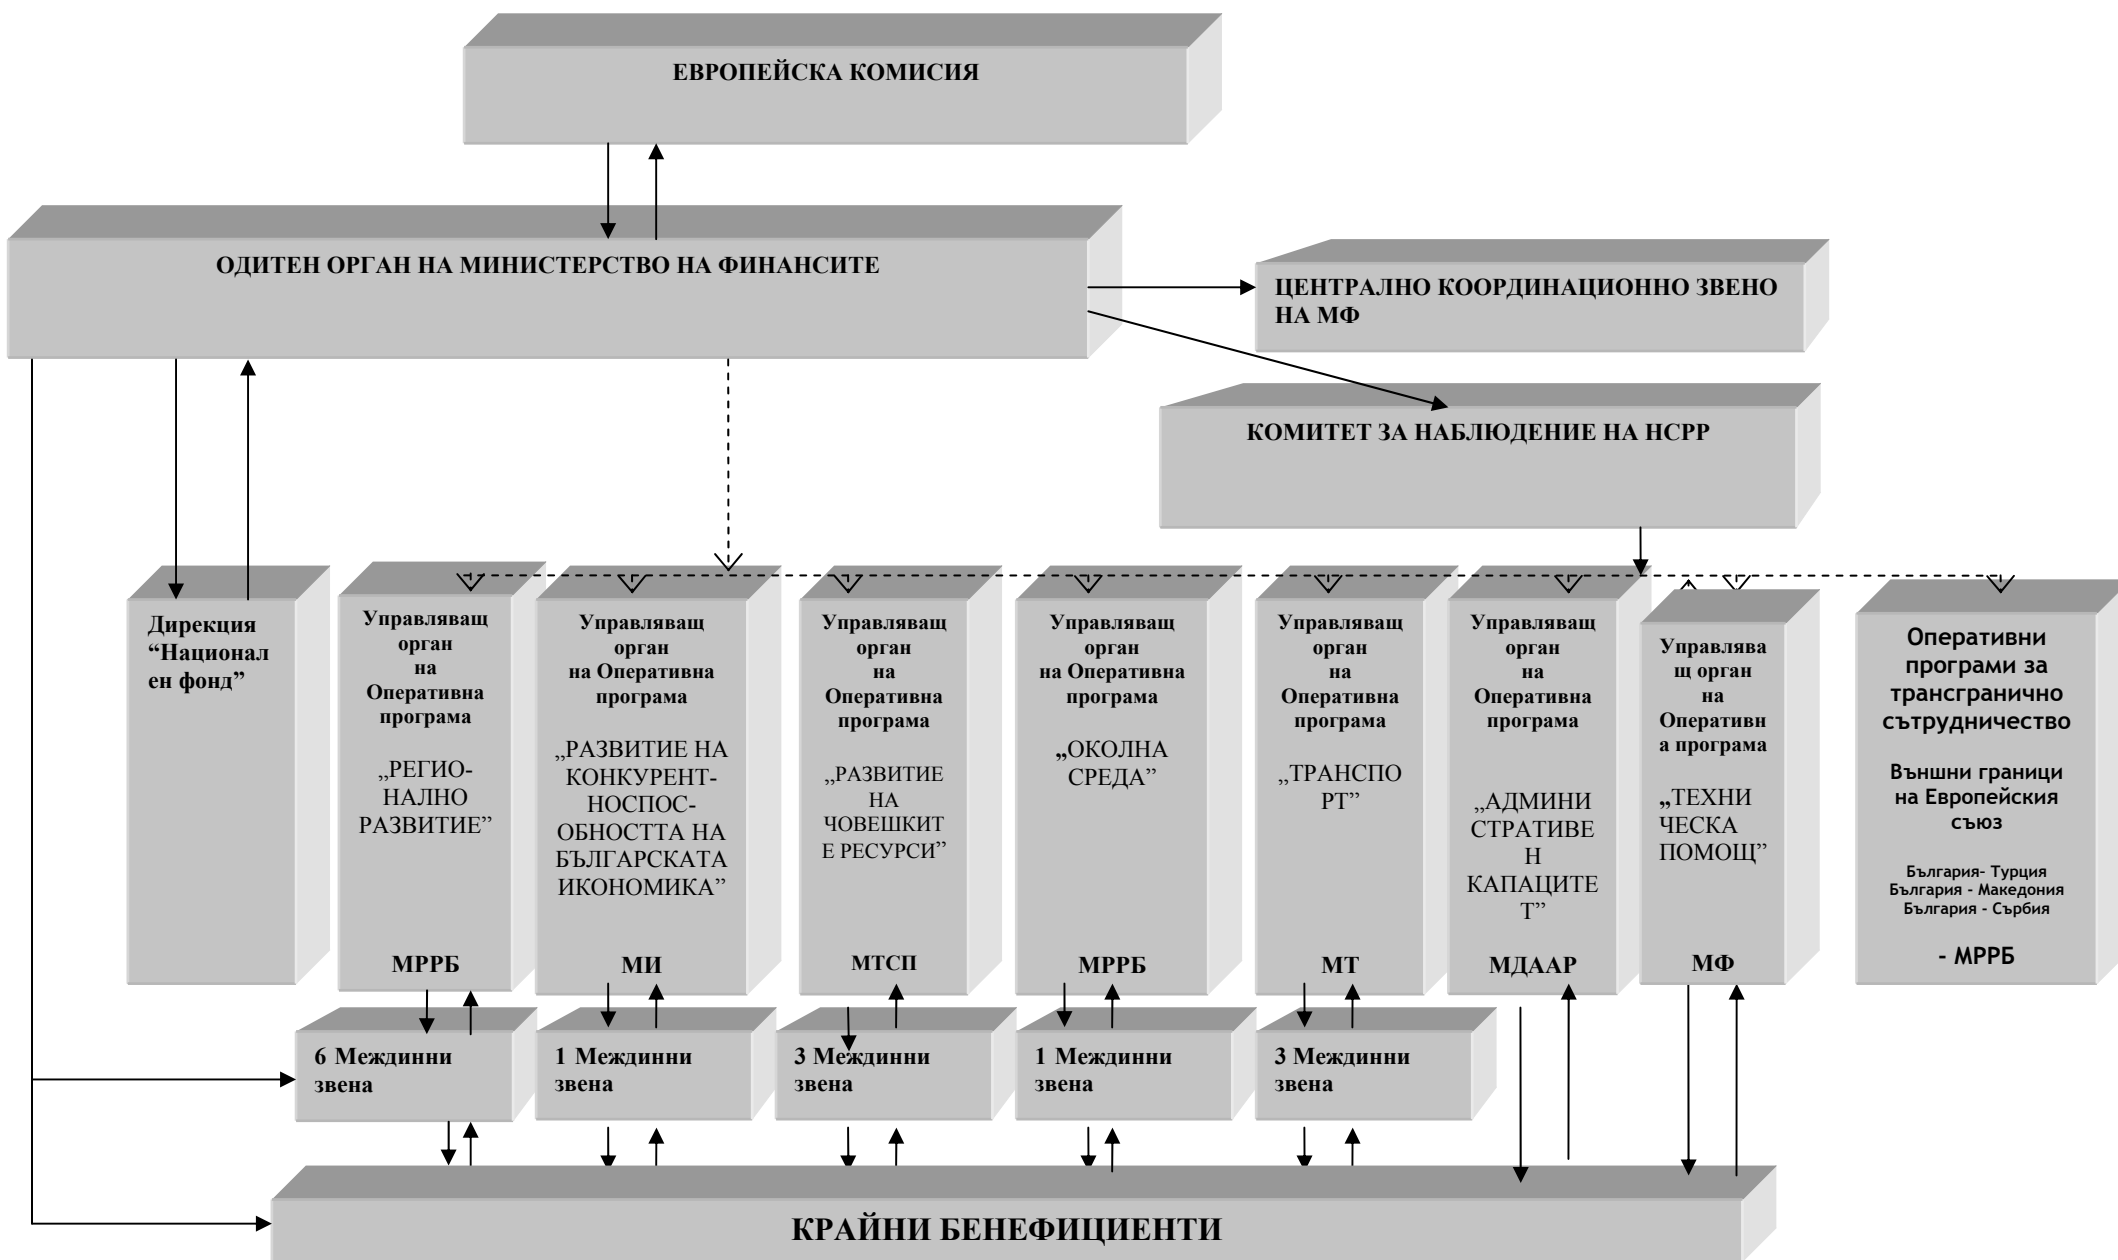 ЕВРОПЕЙСКА КОМИСИЯ
ОДИТЕН ОРГАН НА МИНИСТЕРСТВО НА ФИНАНСИТЕ
ЦЕНТРАЛНО КООРДИНАЦИОННО ЗВЕНО
НА МФ
КОМИТЕТ ЗА НАБЛЮДЕНИЕ НА НСРР
Дирекция
“Национал
ен фонд”
Управляващ
орган
на
Оперативна
програма
„РЕГИО-
НАЛНО
РАЗВИТИЕ”
МРРБ
Управляващ
орган
на Оперативна
програма
„РАЗВИТИЕ НА
КОНКУРЕНТ-
НОСПОС-
ОБНОСТТА НА
БЪЛГАРСКАТА
ИКОНОМИКА”
МИ
Управляващ
орган
на
Оперативна
програма
„РАЗВИТИЕ
НА
ЧОВЕШКИТ
Е РЕСУРСИ”
МТСП
Управляващ
орган
на Оперативна
програма
„ОКОЛНА
СРЕДА”
МРРБ
Управляващ
орган
на
Оперативна
програма
„ТРАНСПО
РТ”
МТ
Управляващ
орган
на
Оперативна
програма
„АДМИНИ
СТРАТИВЕ
Н
КАПАЦИТЕ
Т”
МДААР
Управлява
щ орган
на
Оперативн
а програма
„ТЕХНИ
ЧЕСКА
ПОМОЩ”
МФ
Оперативни
програми за
трансгранично
сътрудничество
Външни граници
на Европейския
съюз
България– Турция
България - Македония
България - Сърбия
- МРРБ
6 Междинни
звена
1 Междинни
звена
3 Междинни
звена
1 Междинни
звена
3 Междинни
звена
КРАЙНИ БЕНЕФИЦИЕНТИ